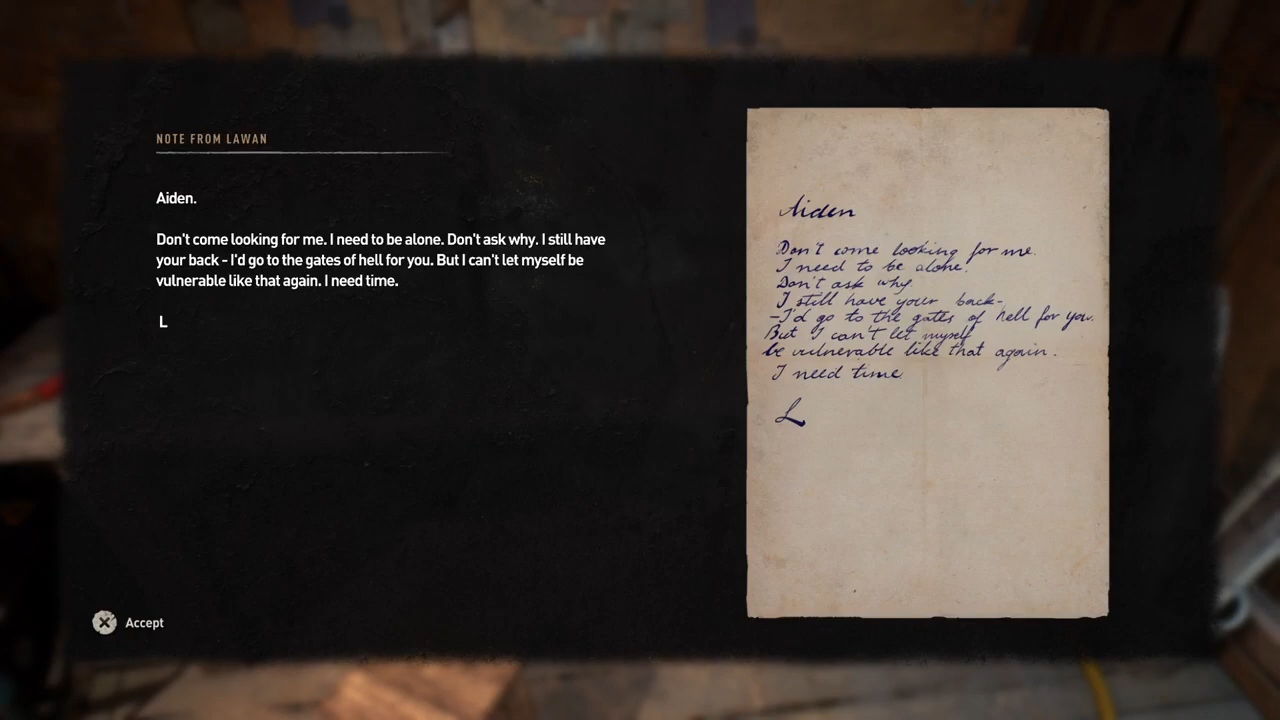 NOTE FROM LAWAN
Aiden.
Don't come looking for me. I need to be alone. Don't ask why. I still have
your back - I'd go to the gates of hell for you. But I can't let myself be
vulnerable like that again. I need time.
L
Accept
Aiden
Don't come looking for me.
I need to be alone.
Don't ask why.
I still have your back-
-I'd go to the gates of hell for you.
But I can't let myself
be vulnerable like that again.
I need time
L